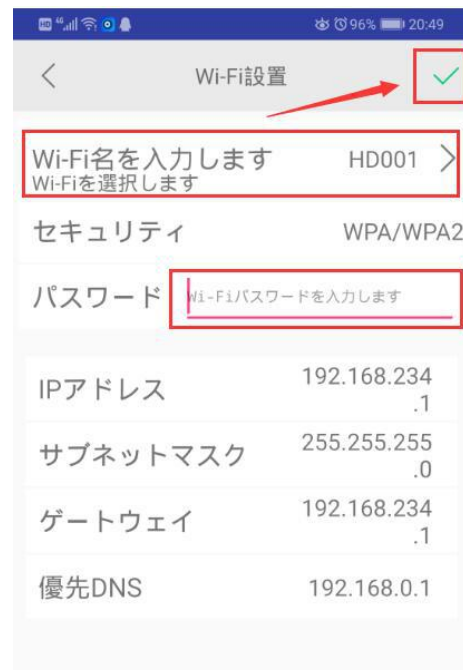 HD 4G 96% 20:49
Wi-Fi設置
Wi-Fi名を入力します HD001
Wi-Fiを選択します
セキュリティ WPA/WPA2
パスワード Wi-Fiパスワードを入力します
IPアドレス 192.168.234
.1
サブネットマスク 255.255.255
.0
ゲートウェイ 192.168.234
.1
優先DNS 192.168.0.1